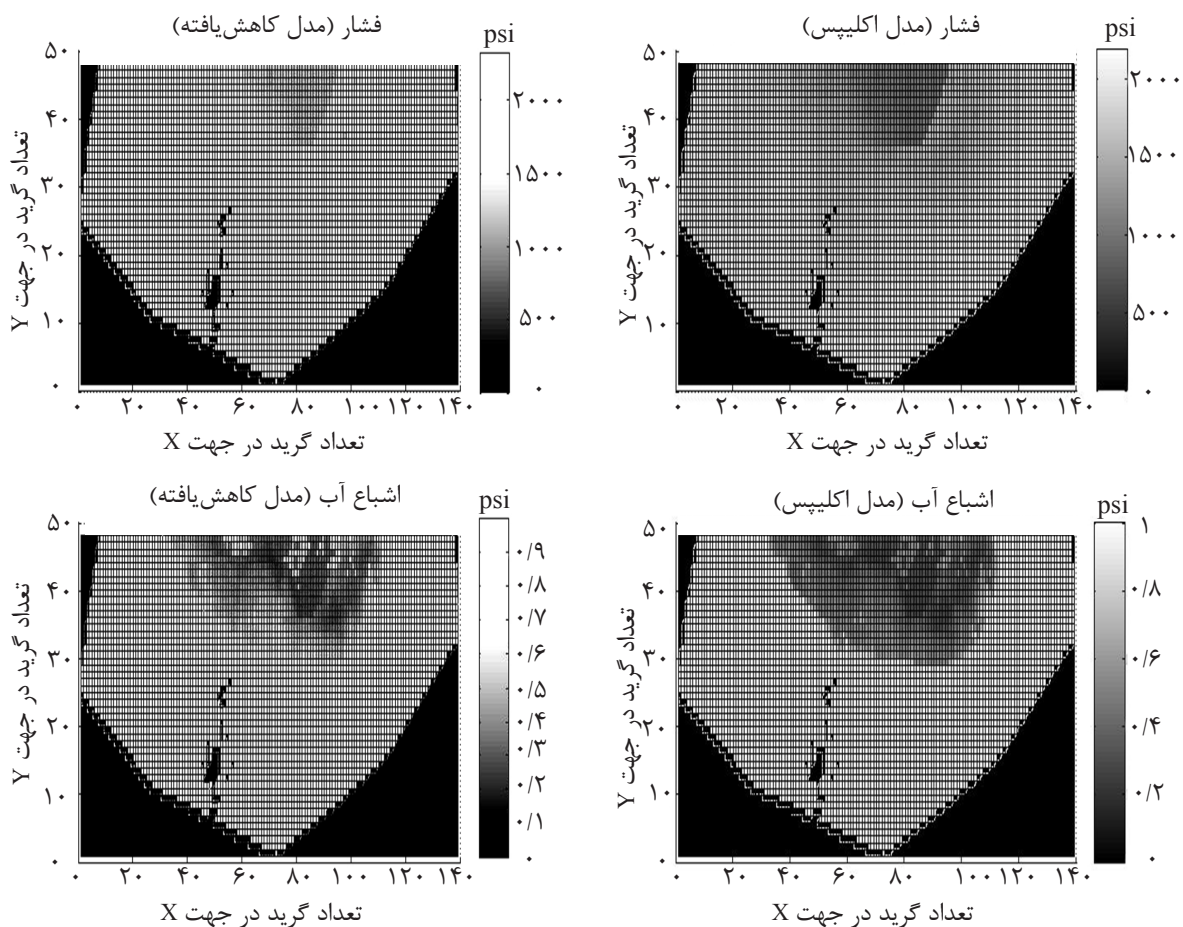 فشار (مدل اکلیپس)
psi
۵۰
۴۰
۳۰
۲۰
۱۰
۰
تعداد گرید در جهت Y
۲۰۰۰
۱۵۰۰
۱۰۰۰
۵۰۰
۰
۰ ۲۰ ۴۰ ۶۰ ۸۰ ۱۰۰ ۱۲۰ ۱۴۰
تعداد گرید در جهت X
فشار (مدل کاهش‌یافته)
psi
۵۰
۴۰
۳۰
۲۰
۱۰
۰
تعداد گرید در جهت Y
۲۰۰۰
۱۵۰۰
۱۰۰۰
۵۰۰
۰
۰ ۲۰ ۴۰ ۶۰ ۸۰ ۱۰۰ ۱۲۰ ۱۴۰
تعداد گرید در جهت X
اشباع آب (مدل اکلیپس)
psi
۵۰
۴۰
۳۰
۲۰
۱۰
۰
تعداد گرید در جهت Y
۱
۰/۸
۰/۶
۰/۴
۰/۲
۰
۰ ۲۰ ۴۰ ۶۰ ۸۰ ۱۰۰ ۱۲۰ ۱۴۰
تعداد گرید در جهت X
اشباع آب (مدل کاهش‌یافته)
psi
۵۰
۴۰
۳۰
۲۰
۱۰
۰
تعداد گرید در جهت Y
۰/۹
۰/۸
۰/۷
۰/۶
۰/۵
۰/۴
۰/۳
۰/۲
۰/۱
۰
۰ ۲۰ ۴۰ ۶۰ ۸۰ ۱۰۰ ۱۲۰ ۱۴۰
تعداد گرید در جهت X